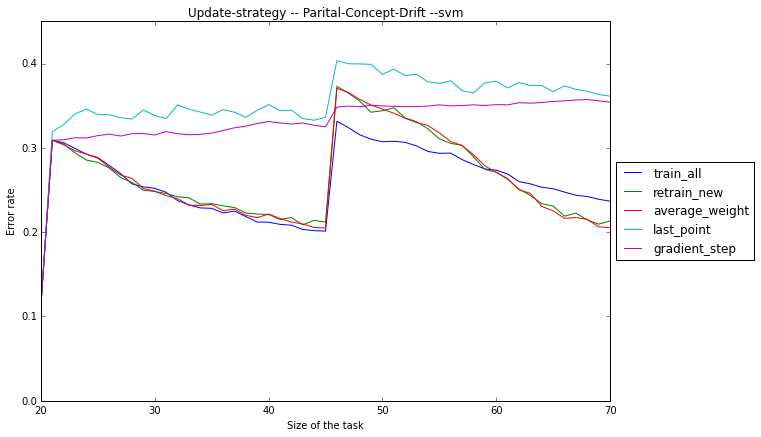 Update-strategy -- Parital-Concept-Drift --svm
Error rate
0.4
0.3
0.2
0.1
0.0
20 30 40 50 60 70
Size of the task
train_all
retrain_new
average_weight
last_point
gradient_step